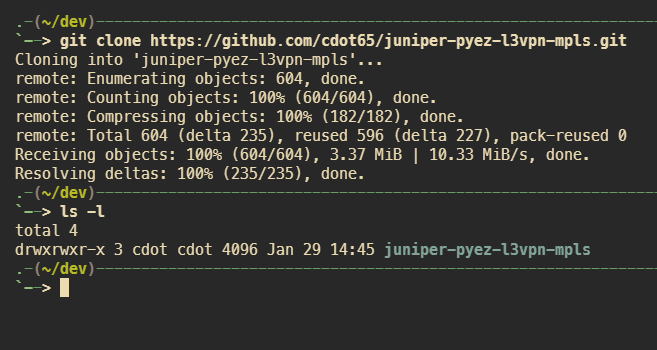 .-(~/dev)------------------------------------------------------------------
`--> git clone https://github.com/cdot65/juniper-pyez-l3vpn-mpls.git
Cloning into 'juniper-pyez-l3vpn-mpls'...
remote: Enumerating objects: 604, done.
remote: Counting objects: 100% (604/604), done.
remote: Compressing objects: 100% (182/182), done.
remote: Total 604 (delta 235), reused 596 (delta 227), pack-reused 0
Receiving objects: 100% (604/604), 3.37 MiB | 10.33 MiB/s, done.
Resolving deltas: 100% (235/235), done.
.-(~/dev)------------------------------------------------------------------
`--> ls -l
total 4
drwxrwxr-x 3 cdot cdot 4096 Jan 29 14:45 juniper-pyez-l3vpn-mpls
.-(~/dev)------------------------------------------------------------------
`-->